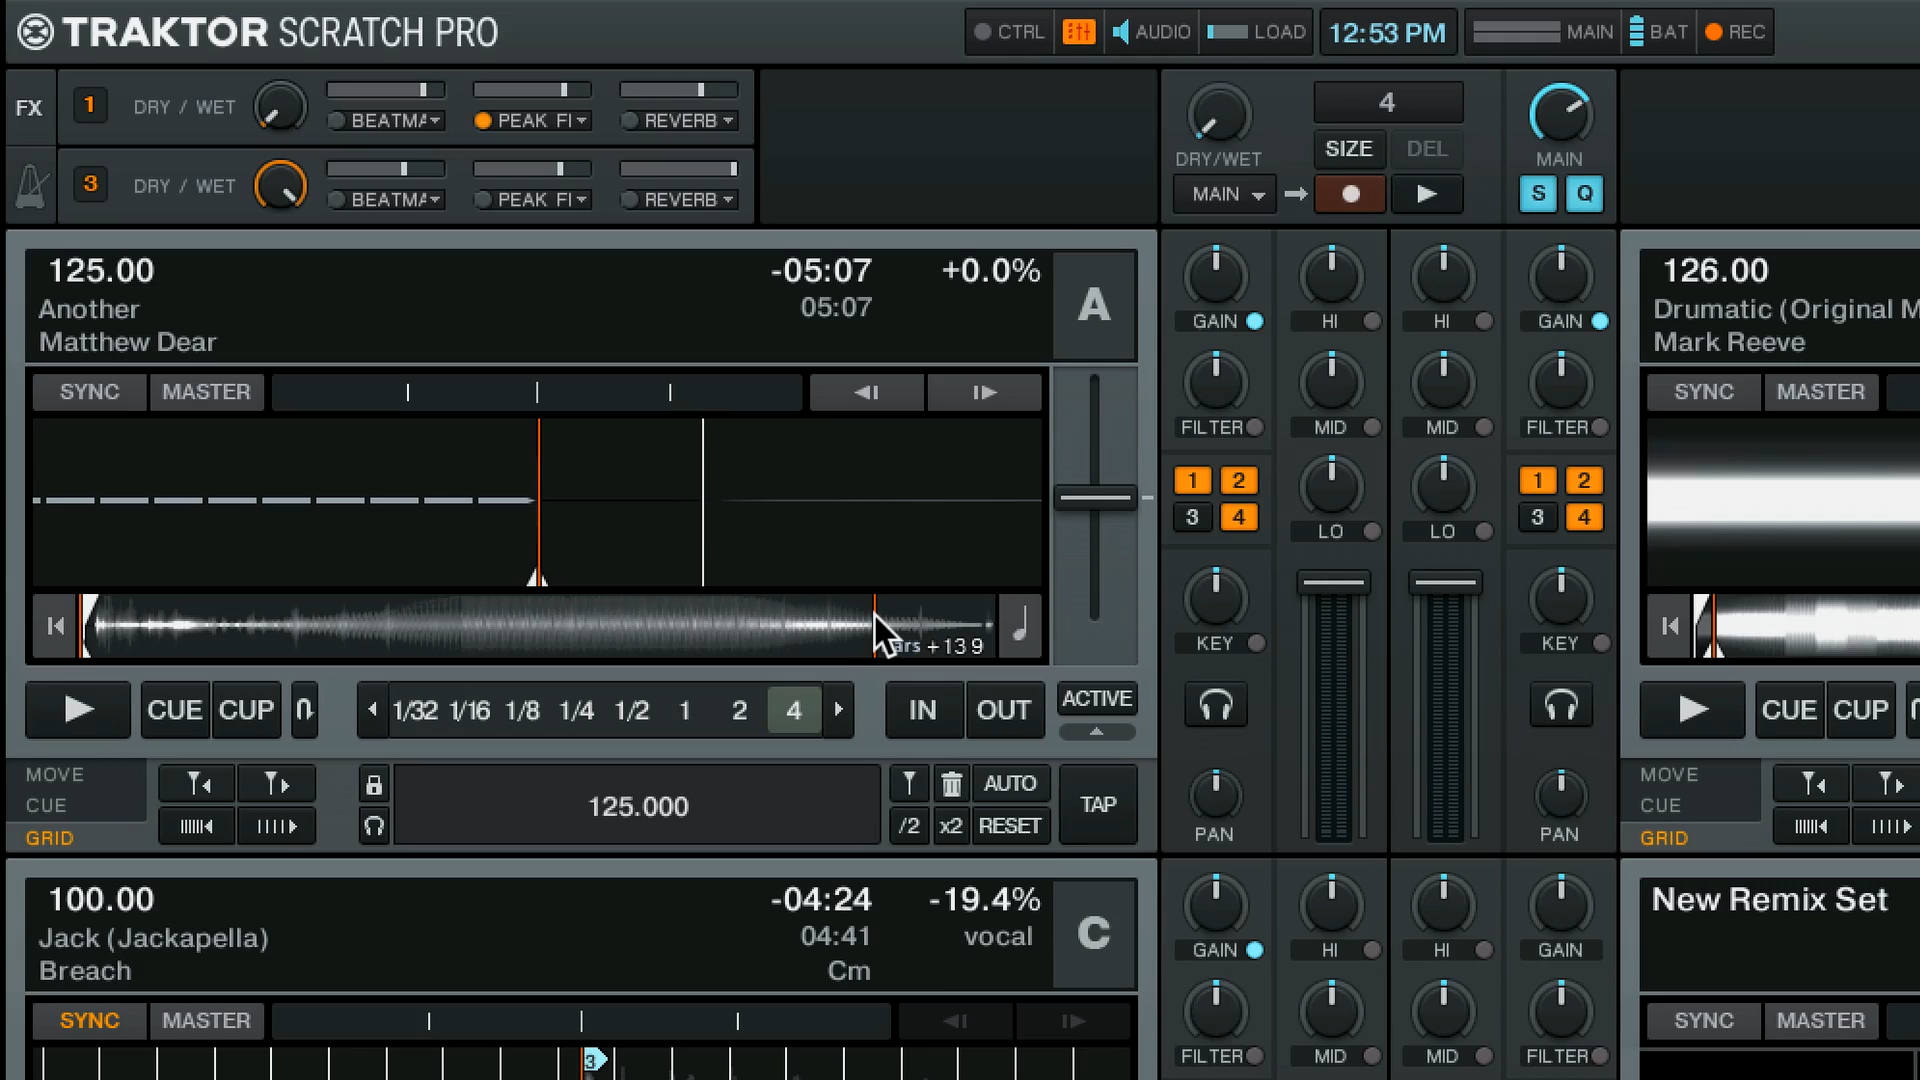 TRAKTOR SCRATCH PRO
CTRL AUDIO LOAD 12:53 PM MAIN BAT REC
FX 1 DRY / WET BEATMA PEAK FI REVERB
3 DRY / WET BEATMA PEAK FI REVERB
DRY/WET 4 SIZE DEL MAIN
MAIN S Q
125.00 -05:07 +0.0% A
Another 05:07
Matthew Dear
SYNC MASTER
+13 9
CUE CUP 1/32 1/16 1/8 1/4 1/2 1 2 4 IN OUT ACTIVE
MOVE
CUE
GRID
125.000 AUTO TAP
/2 x2 RESET
GAIN HI HI GAIN
FILTER MID MID FILTER
1 2 1 2
3 4 LO LO 3 4
KEY KEY
PAN PAN
126.00
Drumatic (Original M
Mark Reeve
SYNC MASTER
CUE CUP
MOVE
CUE
GRID
100.00 -04:24 -19.4% C
Jack (Jackapella) 04:41 vocal
Breach Cm
SYNC MASTER
3
GAIN HI HI GAIN
FILTER MID MID FILTER
New Remix Set
SYNC MASTER